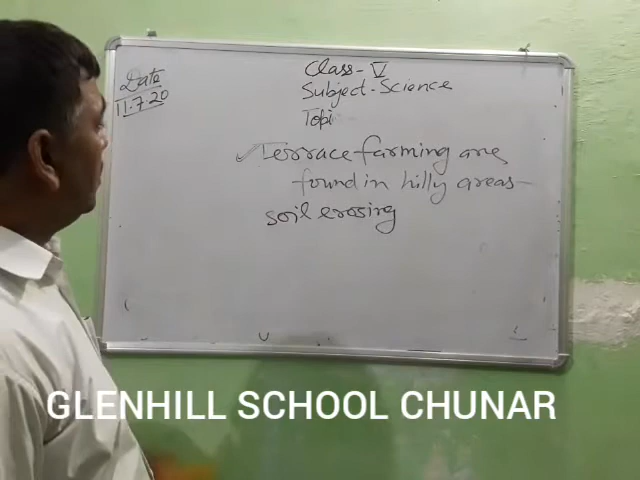 Date
11.7.20
Class-V
Subject-Science
Topi
Terrace farming are
found in hilly areas-
soil erosing
GLENHILL SCHOOL CHUNAR